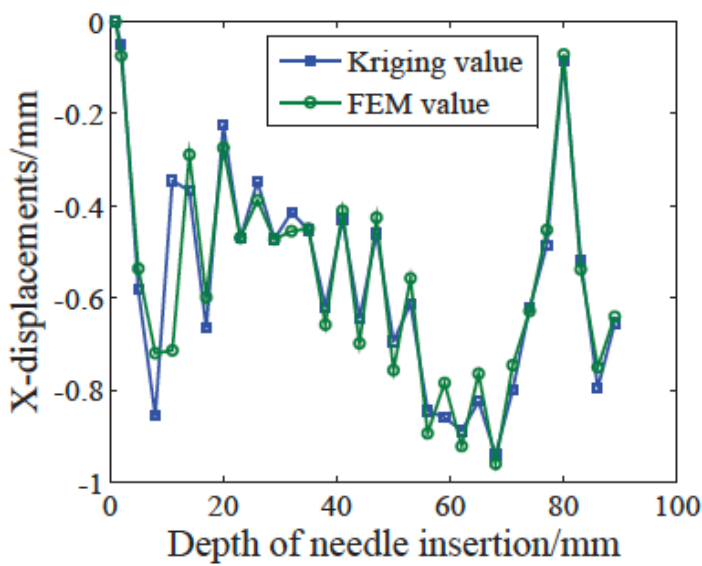 0
-0.2
-0.4
-0.6
-0.8
-1
X-displacements/mm
Kriging value
FEM value
0 20 40 60 80 100
Depth of needle insertion/mm